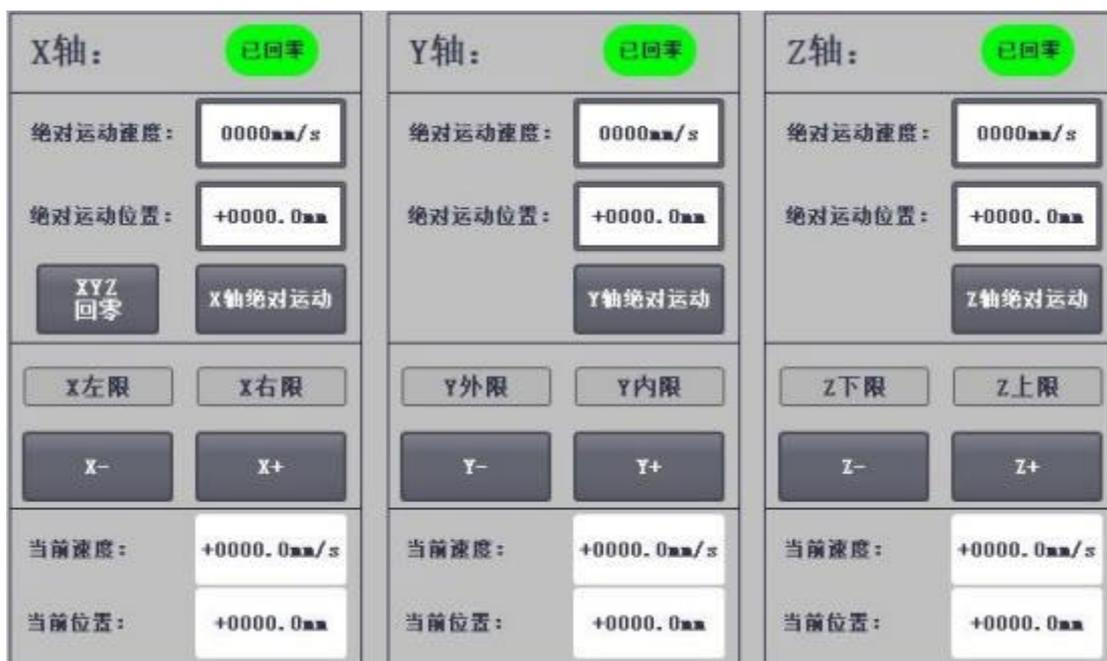 X轴：
已回零
绝对运动速度：
0000mm/s
绝对运动位置：
+0000.0mm
XYZ
回零
X轴绝对运动
X左限
X右限
X-
X+
当前速度：
+0000.0mm/s
当前位置：
+0000.0mm
Y轴：
已回零
绝对运动速度：
0000mm/s
绝对运动位置：
+0000.0mm
Y轴绝对运动
Y外限
Y内限
Y-
Y+
当前速度：
+0000.0mm/s
当前位置：
+0000.0mm
Z轴：
已回零
绝对运动速度：
0000mm/s
绝对运动位置：
+0000.0mm
Z轴绝对运动
Z下限
Z上限
Z-
Z+
当前速度：
+0000.0mm/s
当前位置：
+0000.0mm